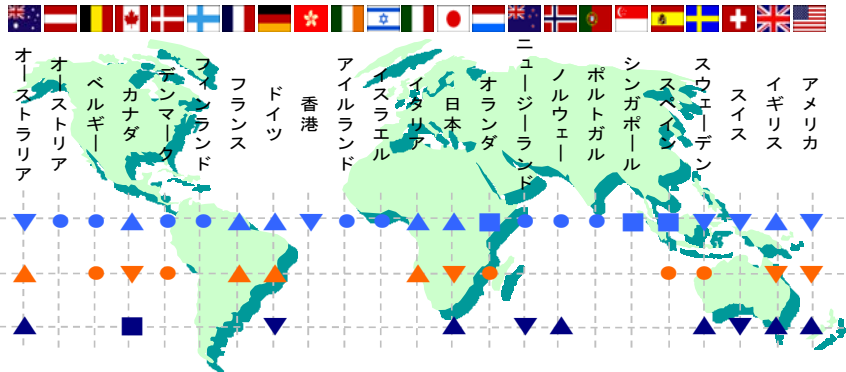 オーストラリア
オーストリア
ベルギー
カナダ
デンマーク
フィンランド
フランス
ドイツ
香港
アイルランド
イスラエル
イタリア
日本
オランダ
ニュージーランド
ノルウェー
ポルトガル
シンガポール
スペイン
スウェーデン
スイス
イギリス
アメリカ